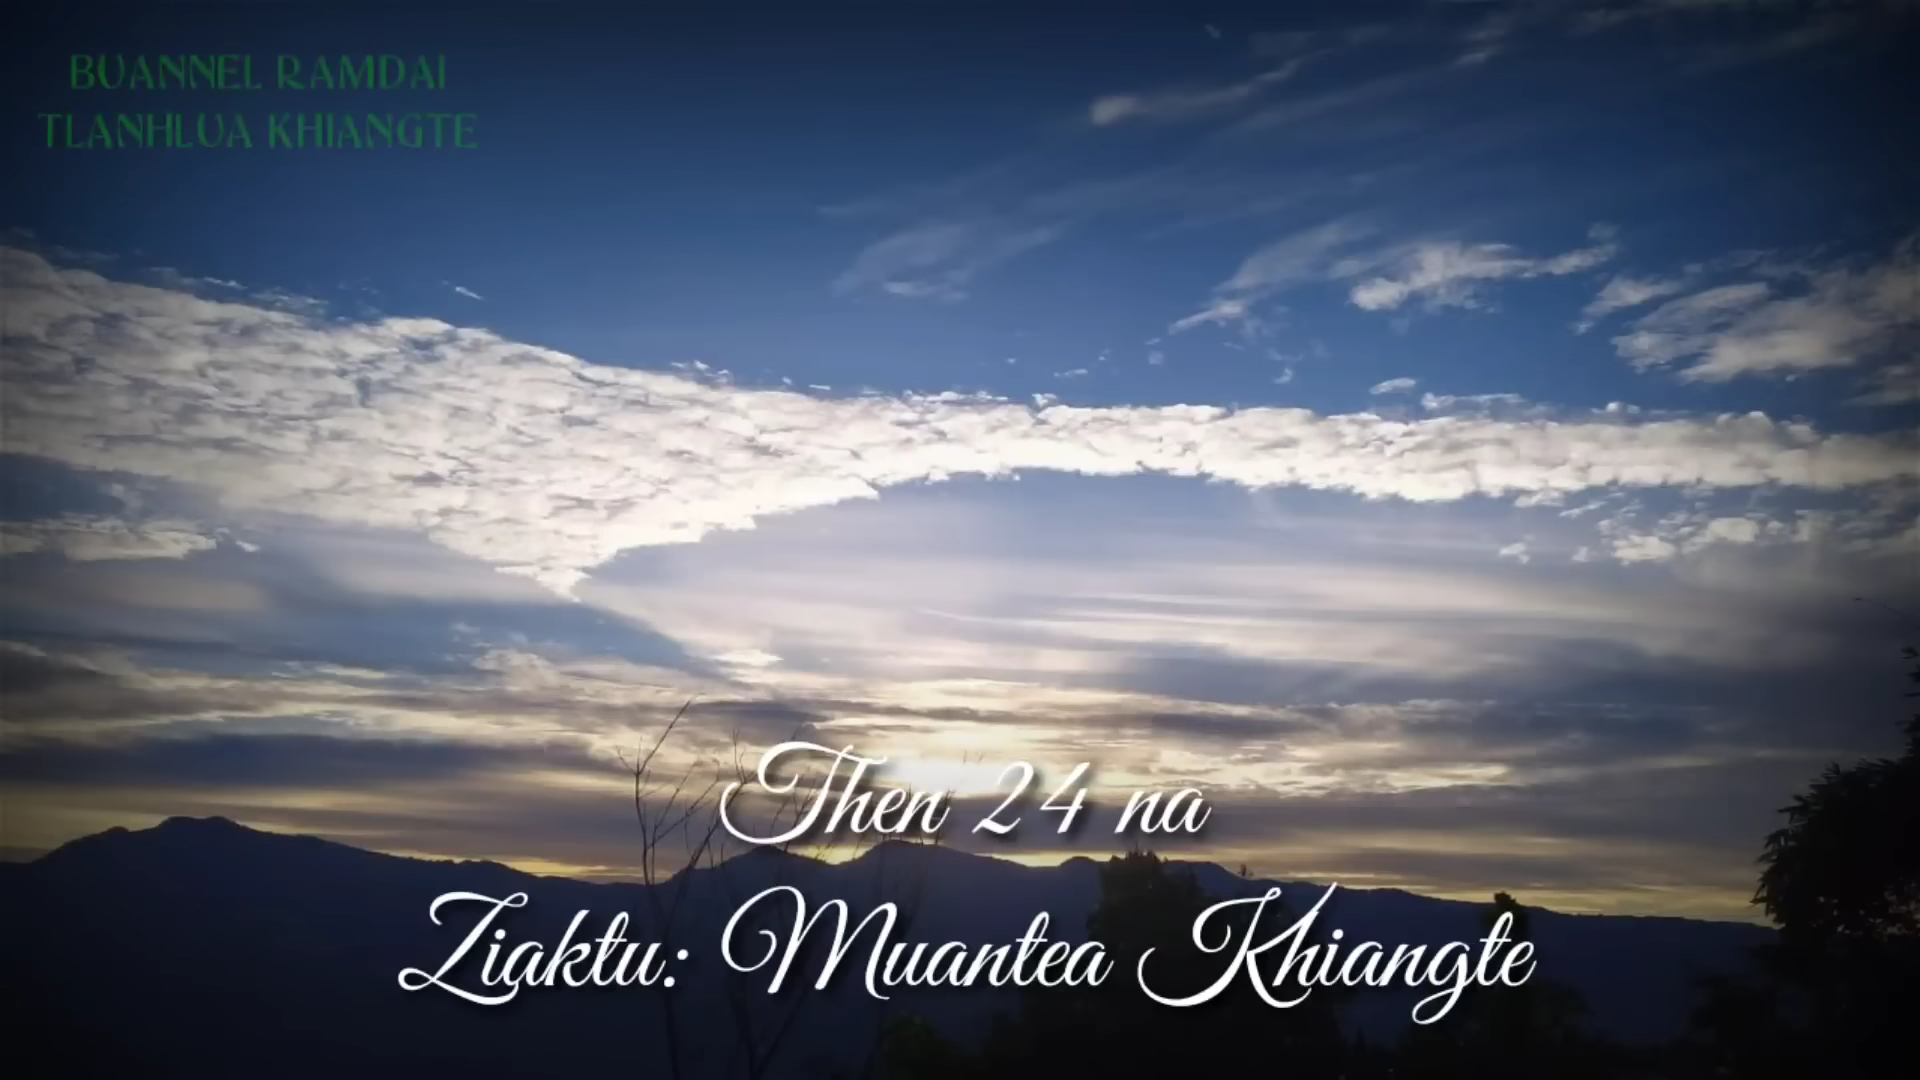 BUANNEL RAMDAI
TLANHLUA KHIANGTE
Then 24 na
Ziaktu: Muantea Khiangte